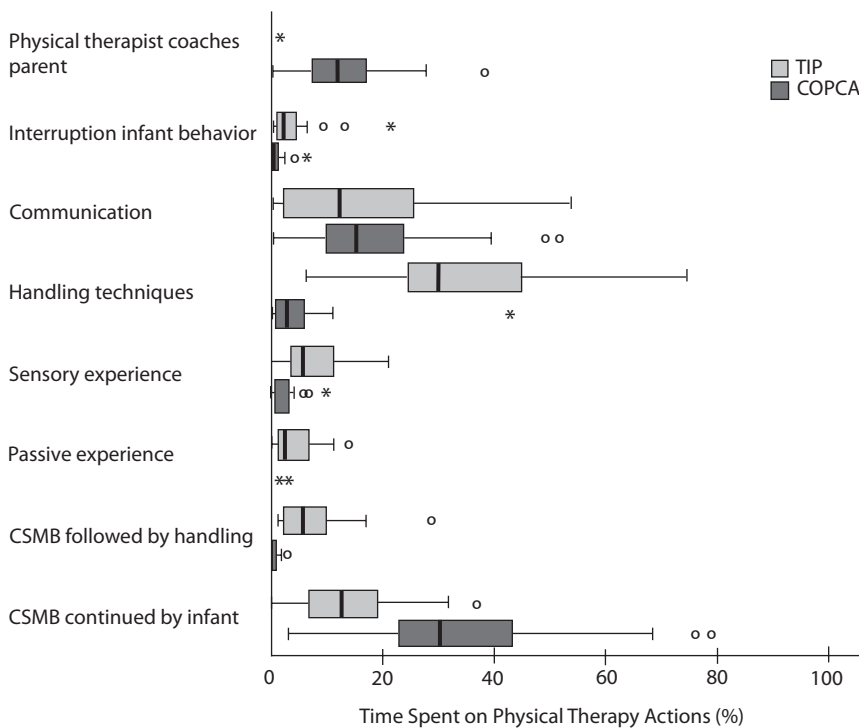 Physical therapist coaches
parent
TIP
COPCA
Interruption infant behavior
Communication
Handling techniques
Sensory experience
Passive experience
CSMB followed by handling
CSMB continued by infant
0 20 40 60 80 100
Time Spent on Physical Therapy Actions (%)